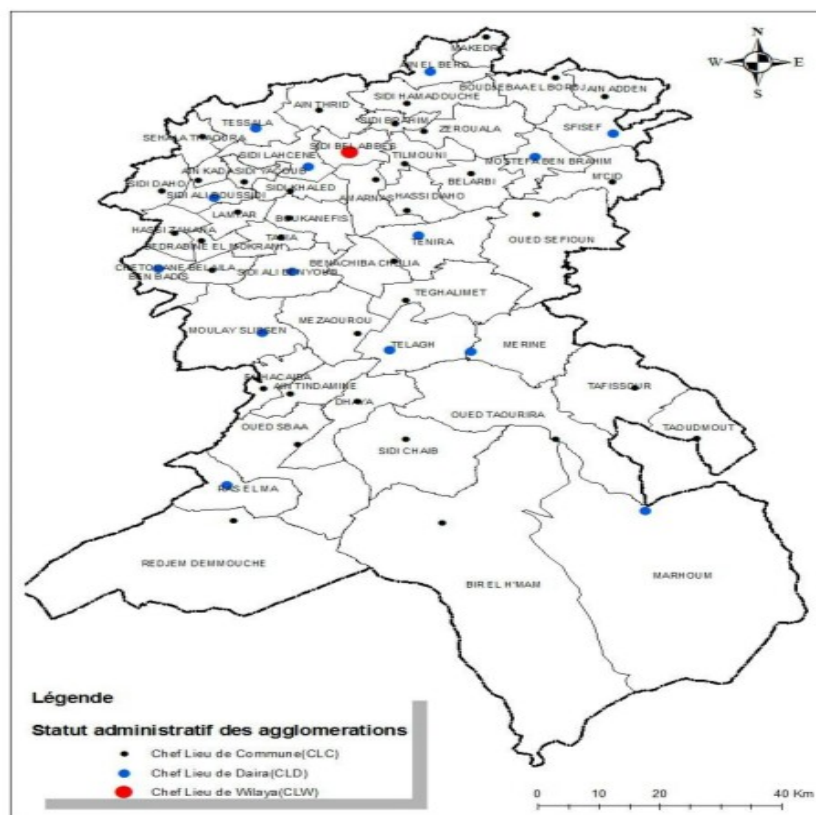 N
W E
S
MAKEDRA
AIN EL BERD
BOUDJEBAA EL BORDJ
AIN ADDEN
SIDI HAMADOUCHE
AIN THRID
SIDI BRAHIM
TESSALA
ZEROUALA
SFISEF
SEHALA THAOURA
SIDI BEL ABBES
SIDI LAHCENE
TILMOUNI
MOSTEFA BEN BRAHIM
AIN KADA
SIDI YACOUB
BELARBI
M'CID
SIDI DAHO
SIDI ALI BOUSSIDI
SIDI KHALED
AMARNAS
HASSI DAHO
LAMTAR
BOUKANEFIS
HASSI ZAHANA
TABIA
TENIRA
OUED SEFIOUN
BEDRABINE EL MOKRANI
CHETOUANE BELAILA
BENACHIBA CHELIA
BEN BADIS
SIDI ALI BENYOUB
TEGHALIMET
MEZAOUROU
MOULAY SLISSEN
TELAGH
MERINE
EL HACAIBA
AIN TINDAMINE
TAFISSOUR
DHAYA
OUED TAOURIRA
OUED SBAA
TAOUDMOUT
SIDI CHAIB
RAS EL MA
REDJEM DEMMOUCHE
BIR EL H'MAM
MARHOUM
Légende
Statut administratif des agglomerations
Chef Lieu de Commune(CLC)
Chef Lieu de Daira(CLD)
Chef Lieu de Wilaya(CLW)
0 10 20 40 Km